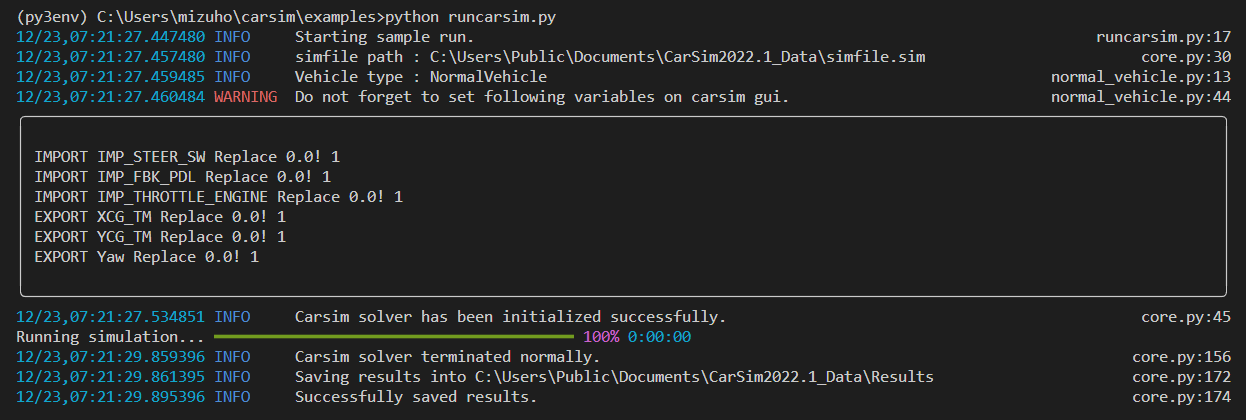 (py3env) C:\Users\mizuho\carsim\examples>python runcarsim.py
12/23,07:21:27.447480 INFO Starting sample run. runcarsim.py:17
12/23,07:21:27.457480 INFO simfile path : C:\Users\Public\Documents\CarSim2022.1_Data\simfile.sim core.py:30
12/23,07:21:27.459485 INFO Vehicle type : NormalVehicle normal_vehicle.py:13
12/23,07:21:27.460484 WARNING Do not forget to set following variables on carsim gui. normal_vehicle.py:44
IMPORT IMP_STEER_SW Replace 0.0! 1
IMPORT IMP_FBK_PDL Replace 0.0! 1
IMPORT IMP_THROTTLE_ENGINE Replace 0.0! 1
EXPORT XCG_TM Replace 0.0! 1
EXPORT YCG_TM Replace 0.0! 1
EXPORT Yaw Replace 0.0! 1
12/23,07:21:27.534851 INFO Carsim solver has been initialized successfully. core.py:45
Running simulation... 100% 0:00:00
12/23,07:21:29.859396 INFO Carsim solver terminated normally. core.py:156
12/23,07:21:29.861395 INFO Saving results into C:\Users\Public\Documents\CarSim2022.1_Data\Results core.py:172
12/23,07:21:29.895396 INFO Successfully saved results. core.py:174